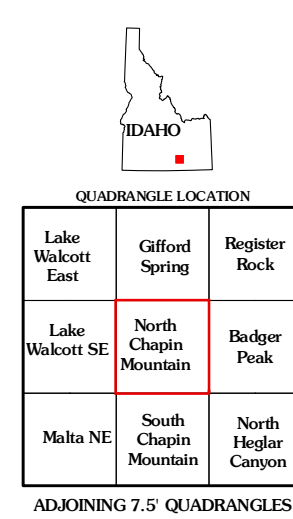 IDAHO
QUADRANGLE LOCATION
Lake
Walcott
East
Gifford
Spring
Register
Rock
Lake
Walcott SE
North
Chapin
Mountain
Badger
Peak
Malta NE
South
Chapin
Mountain
North
Heglar
Canyon
ADJOINING 7.5' QUADRANGLES